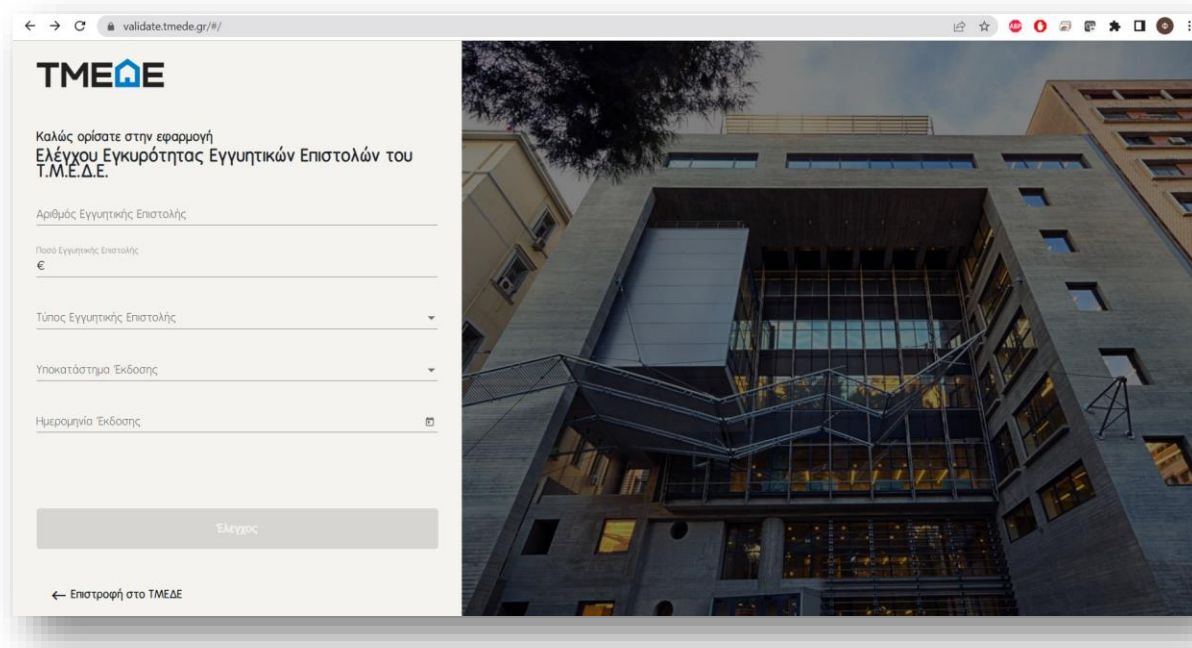 validate.tmede.gr/#/
ΤΜΕΔΕ
Καλώς ορίσατε στην εφαρμογή
Ελέγχου Εγκυρότητας Εγγυητικών Επιστολών του
Τ.Μ.Ε.Δ.Ε.
Αριθμός Εγγυητικής Επιστολής
Ποσό Εγγυητικής Επιστολής
€
Τύπος Εγγυητικής Επιστολής
Υποκατάστημα Έκδοσης
Ημερομηνία Έκδοσης
Έλεγχος
← Επιστροφή στο ΤΜΕΔΕ